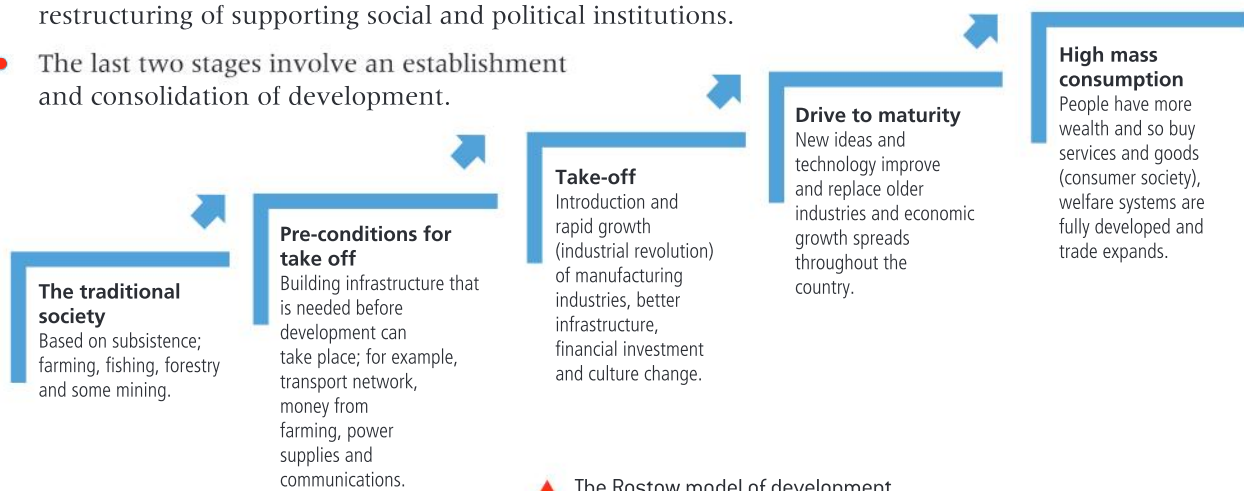 restructuring of supporting social and political institutions.
The last two stages involve an establishment
and consolidation of development.
The traditional
society
Based on subsistence;
farming, fishing, forestry
and some mining.
Pre-conditions for
take off
Building infrastructure that
is needed before
development can
take place; for example,
transport network,
money from
farming, power
supplies and
communications.
Take-off
Introduction and
rapid growth
(industrial revolution)
of manufacturing
industries, better
infrastructure,
financial investment
and culture change.
Drive to maturity
New ideas and
technology improve
and replace older
industries and economic
growth spreads
throughout the
country.
High mass
consumption
People have more
wealth and so buy
services and goods
(consumer society),
welfare systems are
fully developed and
trade expands.
The Rostow model of development